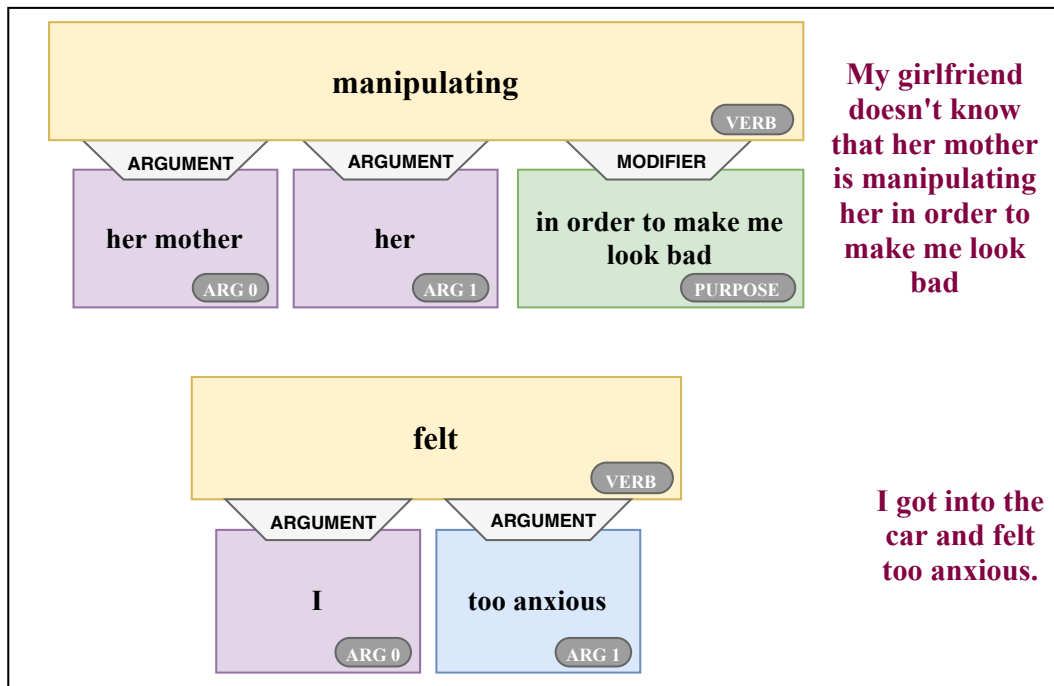 manipulating
VERB
ARGUMENT
ARGUMENT
MODIFIER
her mother
ARG 0
her
ARG 1
in order to make me
look bad
PURPOSE
My girlfriend
doesn't know
that her mother
is manipulating
her in order to
make me look
bad
felt
VERB
ARGUMENT
ARGUMENT
I
ARG 0
too anxious
ARG 1
I got into the
car and felt
too anxious.